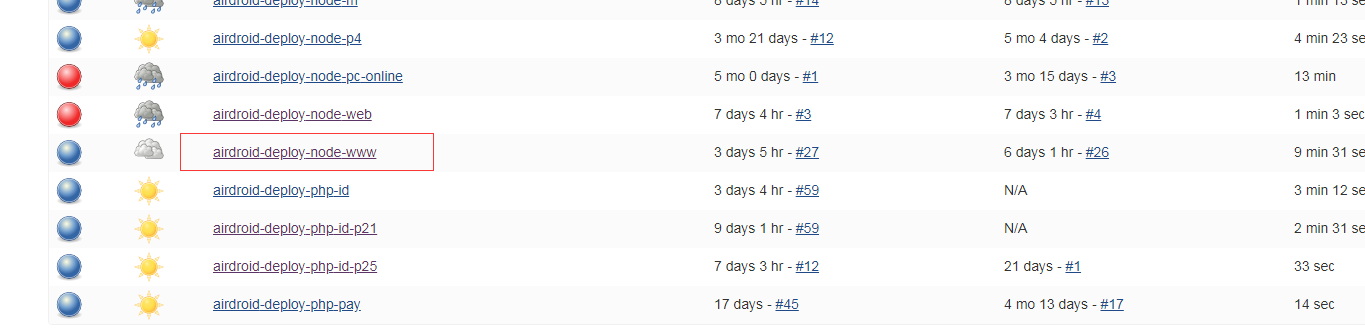 airdroid-deploy-node-m 8 days 5 hr - #14 8 days 5 hr - #13 1 min 13 sec
airdroid-deploy-node-p4 3 mo 21 days - #12 5 mo 4 days - #2 4 min 23 se
airdroid-deploy-node-pc-online 5 mo 0 days - #1 3 mo 15 days - #3 13 min
airdroid-deploy-node-web 7 days 4 hr - #3 7 days 3 hr - #4 1 min 3 sec
airdroid-deploy-node-www 3 days 5 hr - #27 6 days 1 hr - #26 9 min 31 se
airdroid-deploy-php-id 3 days 4 hr - #59 N/A 3 min 12 se
airdroid-deploy-php-id-p21 9 days 1 hr - #59 N/A 2 min 31 se
airdroid-deploy-php-id-p25 7 days 3 hr - #12 21 days - #1 33 sec
airdroid-deploy-php-pay 17 days - #45 4 mo 13 days - #17 14 sec